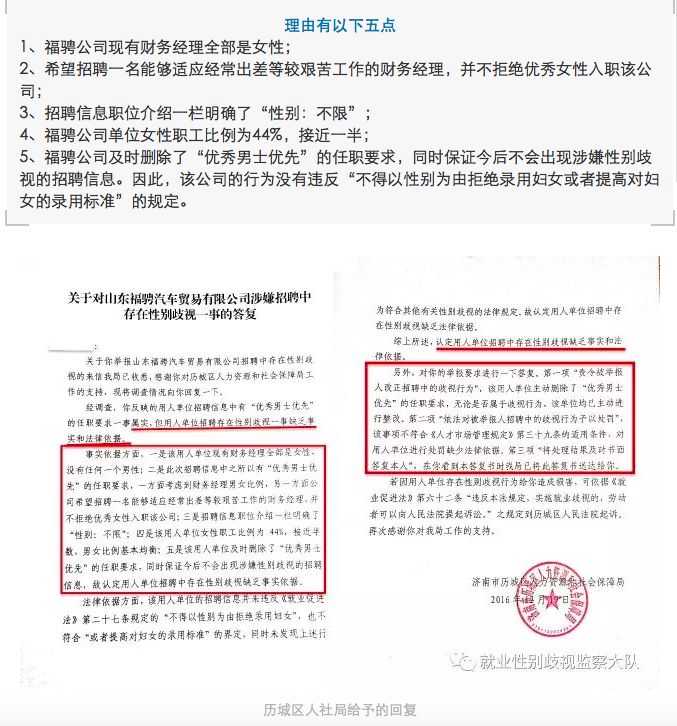 理由有以下五点
1、福骋公司现有财务经理全部是女性；
2、希望招聘一名能够适应经常出差等较艰苦工作的财务经理，并不拒绝优秀女性入职该公
司；
3、招聘信息职位介绍一栏明确了“性别：不限”；
4、福骋公司单位女性职工比例为44%，接近一半；
5、福骋公司及时删除了“优秀男士优先”的任职要求，同时保证今后不会出现涉嫌性别歧
视的招聘信息。因此，该公司的行为没有违反“不得以性别为由拒绝录用妇女或者提高对妇
女的录用标准”的规定。
关于对山东福骋汽车贸易有限公司涉嫌招聘中
存在性别歧视一事的答复
关于你举报山东福骋汽车贸易有限公司招聘中存在性别歧
视的来信我局已收悉，感谢你对历城区人力资源和社会保障局工
作的支持，现将调查情况向你回复一下。
经调查，你反映的用人单位招聘信息中有“优秀男士优先”
的任职要求一事属实，但用人单位招聘存在性别歧视一事缺乏事
实和法律依据。
事实依据方面，一是该用人单位现有财务经理全部是女性，
没有任何一个男性；二是此次招聘信息中之所以有“优秀男士优
先”的任职要求，一方面考虑到财务经理男女比例，另一方面公
司希望招聘一名能够适应经常出差等较艰苦工作的财务经理，并
不拒绝优秀女性入职该公司；三是招聘信息职位介绍一栏明确了
“性别：不限”；四是该用人单位女性职工比例为 44%，接近半
数，男女比例基本均衡；五是该用人单位及时删除了“优秀男士
优先”的任职要求，同时保证今后不会出现涉嫌性别歧视的招聘
信息，故认定用人单位招聘中存在性别歧视缺乏事实依据。
法律依据方面，该用人单位的招聘信息并未违反《就业促进
法》第二十七条规定的“不得以性别为由拒绝录用妇女”，也不
符合“或者提高对妇女的录用标准”的界定，同时未发现上述行
为符合其他有关性别歧视的法律规定，故认定用人单位招聘中存
在性别歧视缺乏法律依据。
综上所述，认定用人单位招聘中存在性别歧视缺乏事实和法
律依据。
另外，对你的举报要求进行一下答复。第一项“责令被举报
人改正招聘中的歧视行为”，该用人单位主动删除了“优秀男士
优先”的任职要求，无论是否属于歧视行为，该单位均已主动进
行整改。第二项“依法对被举报人招聘中的歧视行为予以处罚”，
该事项不符合《人才市场管理规定》第三十九条的适用条件，对
用人单位进行处罚缺乏法律依据。第三项“将处理结果及时书面
答复本人”，在你看到本答复书时我局已将此答复书送达给你。
若因用人单位存在性别歧视行为给你造成损害，可依据《就
业促进法》第六十二条“违反本法规定，实施就业歧视的，劳动
者可以向人民法院提起诉讼。”之规定到历城区人民法院起诉。
再次感谢你对我局工作的支持。
济南市历城区人力资源和社会保障局
2016年12月
就业性别歧视监察大队
历城区人社局给予的回复